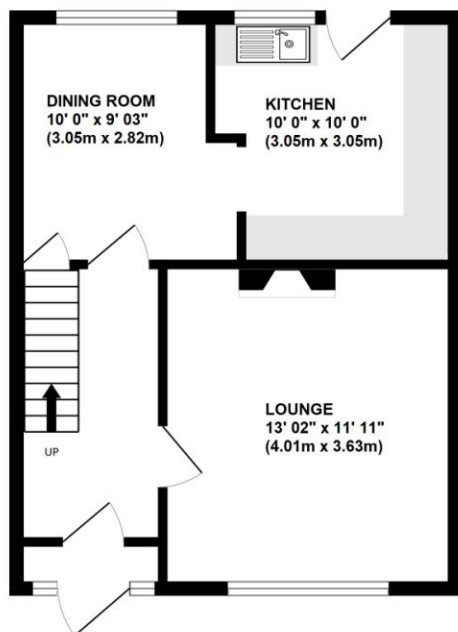 DINING ROOM
10' 0" x 9' 03"
(3.05m x 2.82m)
KITCHEN
10' 0" x 10' 0"
(3.05m x 3.05m)
LOUNGE
13' 02" x 11' 11"
(4.01m x 3.63m)
UP